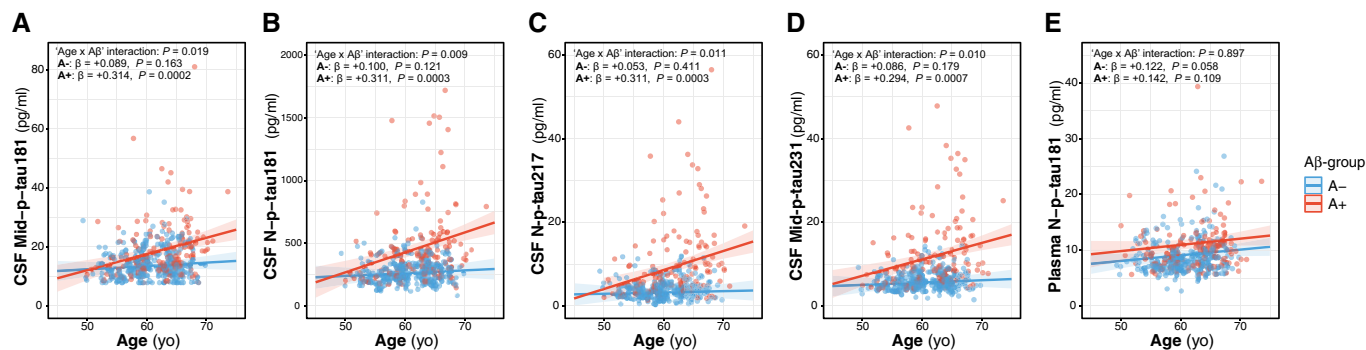 A
'Age x Aβ' interaction: P = 0.019
A-: β = +0.089, P = 0.163
A+: β = +0.314, P = 0.0002
CSF Mid−p−tau181 (pg/ml)
80
60
40
20
0
50 60 70
Age (yo)
B
'Age x Aβ' interaction: P = 0.009
A-: β = +0.100, P = 0.121
A+: β = +0.311, P = 0.0003
CSF N−p−tau181 (pg/ml)
2000
1500
1000
500
0
50 60 70
Age (yo)
C
'Age x Aβ' interaction: P = 0.011
A-: β = +0.053, P = 0.411
A+: β = +0.311, P = 0.0003
CSF N-p-tau217 (pg/ml)
60
40
20
0
50 60 70
Age (yo)
D
'Age x Aβ' interaction: P = 0.010
A-: β = +0.086, P = 0.179
A+: β = +0.294, P = 0.0007
CSF Mid-p-tau231 (pg/ml)
60
40
20
0
50 60 70
Age (yo)
E
'Age x Aβ' interaction: P = 0.897
A-: β = +0.122, P = 0.058
A+: β = +0.142, P = 0.109
Plasma N−p−tau181 (pg/ml)
40
30
20
10
0
50 60 70
Age (yo)
Aβ-group
A−
A+